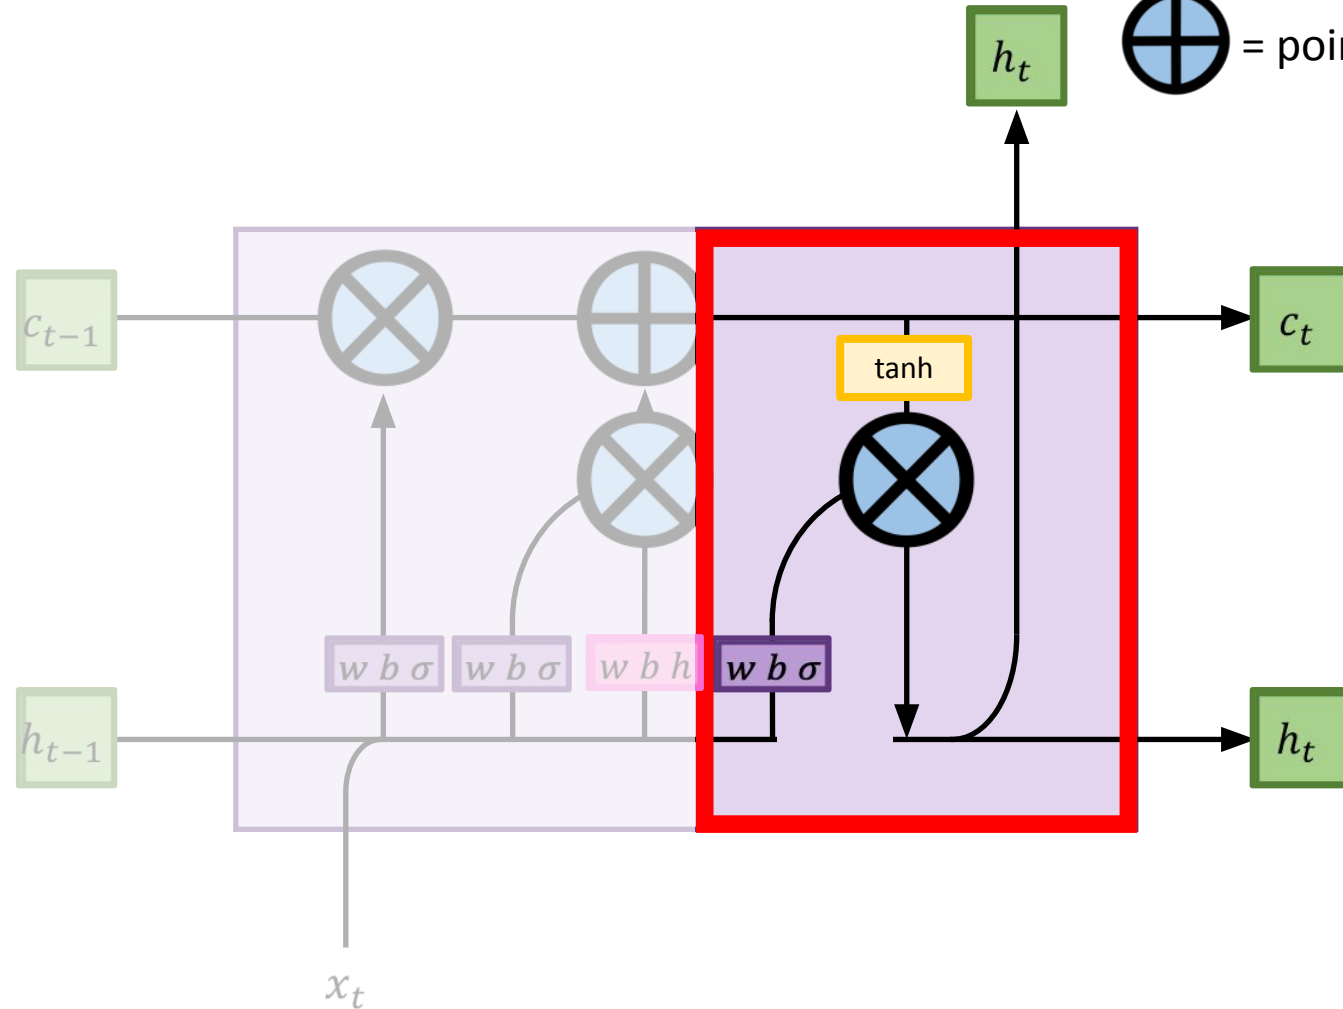 h_t
= poi
c_{t-1}
c_t
tanh
w b σ
w b σ
w b h
w b σ
h_{t-1}
h_t
x_t